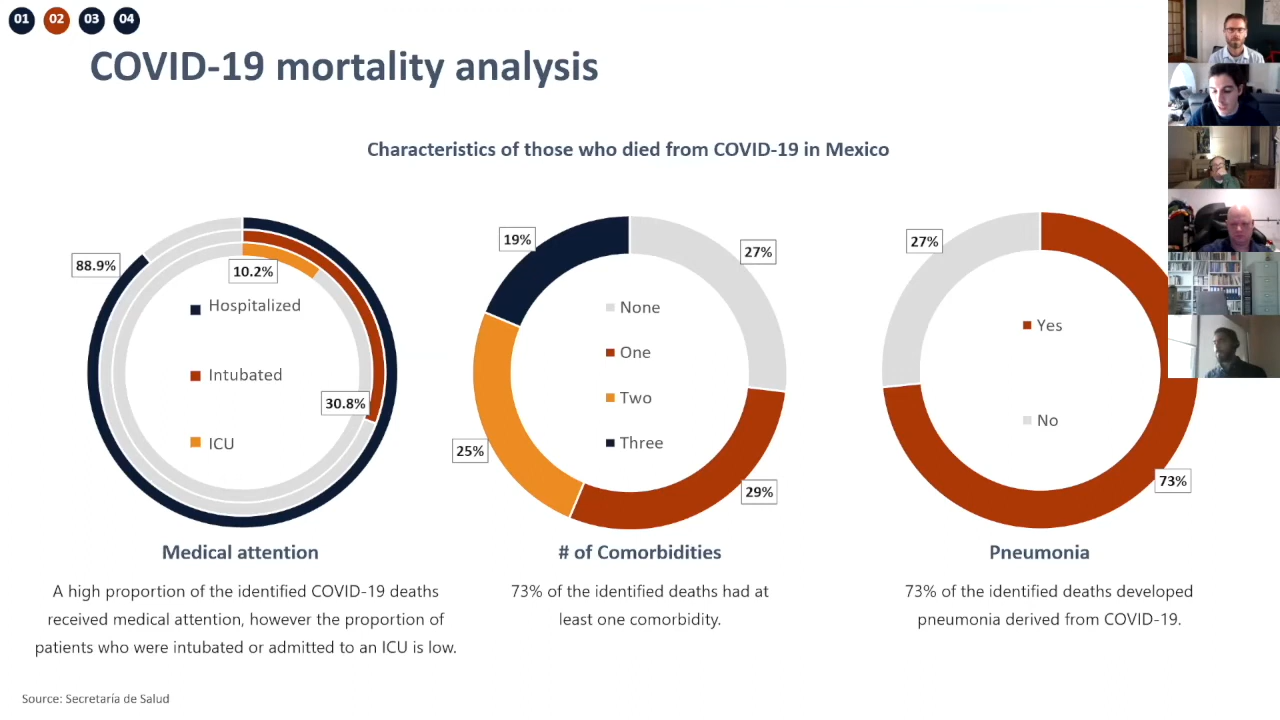 01 02 03 04
COVID-19 mortality analysis
Characteristics of those who died from COVID-19 in Mexico
88.9%
10.2%
30.8%
Hospitalized
Intubated
ICU
Medical attention
A high proportion of the identified COVID-19 deaths
received medical attention, however the proportion of
patients who were intubated or admitted to an ICU is low.
19%
27%
25%
29%
None
One
Two
Three
# of Comorbidities
73% of the identified deaths had at
least one comorbidity.
27%
73%
Yes
No
Pneumonia
73% of the identified deaths developed
pneumonia derived from COVID-19.
Source: Secretaría de Salud